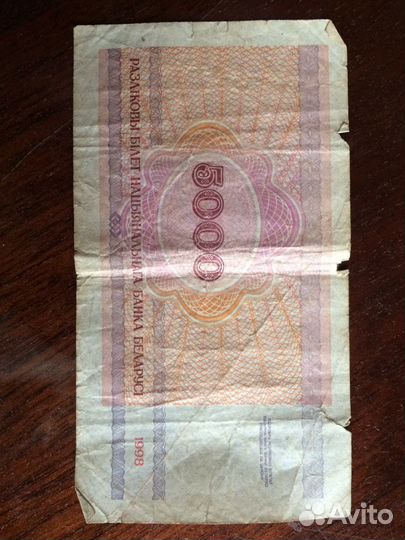 РАЗЛІКОВЫ БІЛЕТ НАЦЫЯНАЛЬНАГА БАНКА БЕЛАРУСІ 1998
5000
Avito